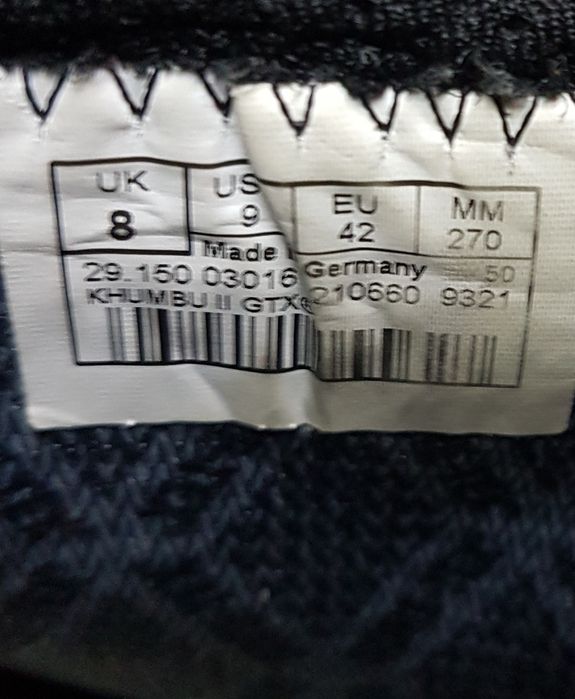 UK US EU MM
8 9 42 270
Made Germany 50
29.150 03016
KHUMBU II GTX® 210660 9321